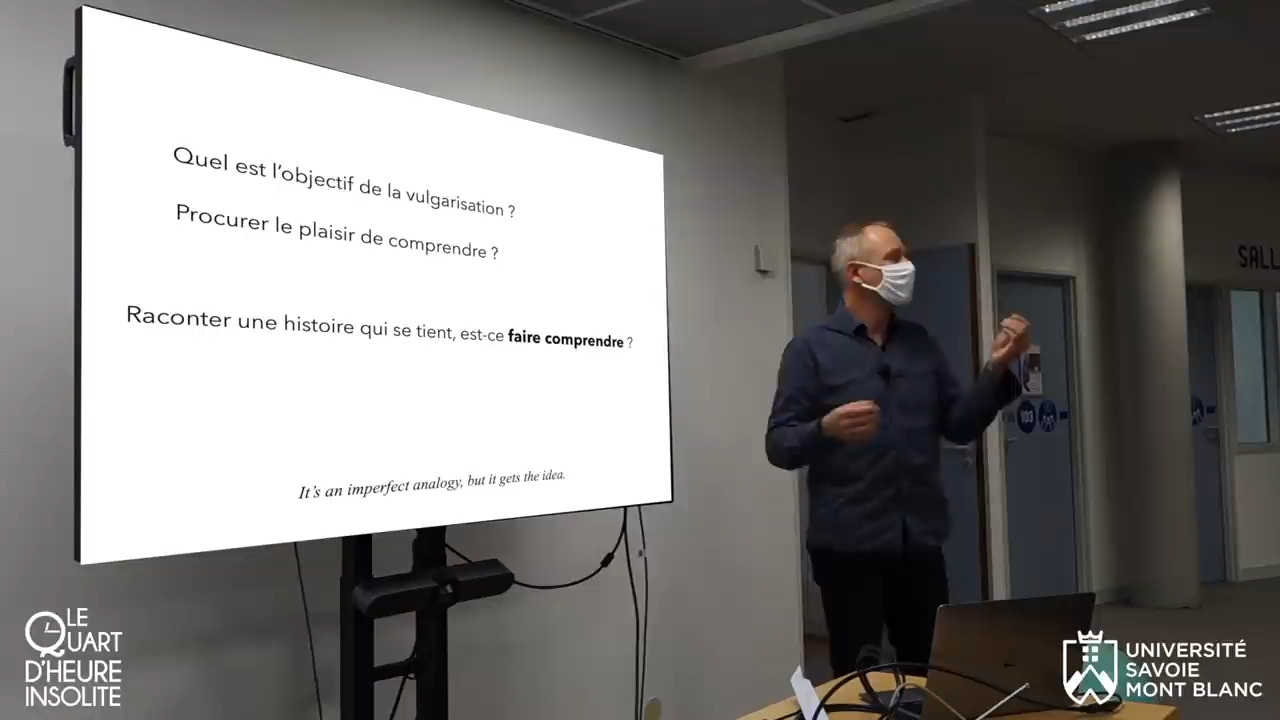 Quel est l'objectif de la vulgarisation ?
Procurer le plaisir de comprendre ?
Raconter une histoire qui se tient, est-ce faire comprendre ?
It's an imperfect analogy, but it gets the idea.
SALL
103
LE
QUART
D'HEURE
INSOLITE
UNIVERSITÉ
SAVOIE
MONT BLANC